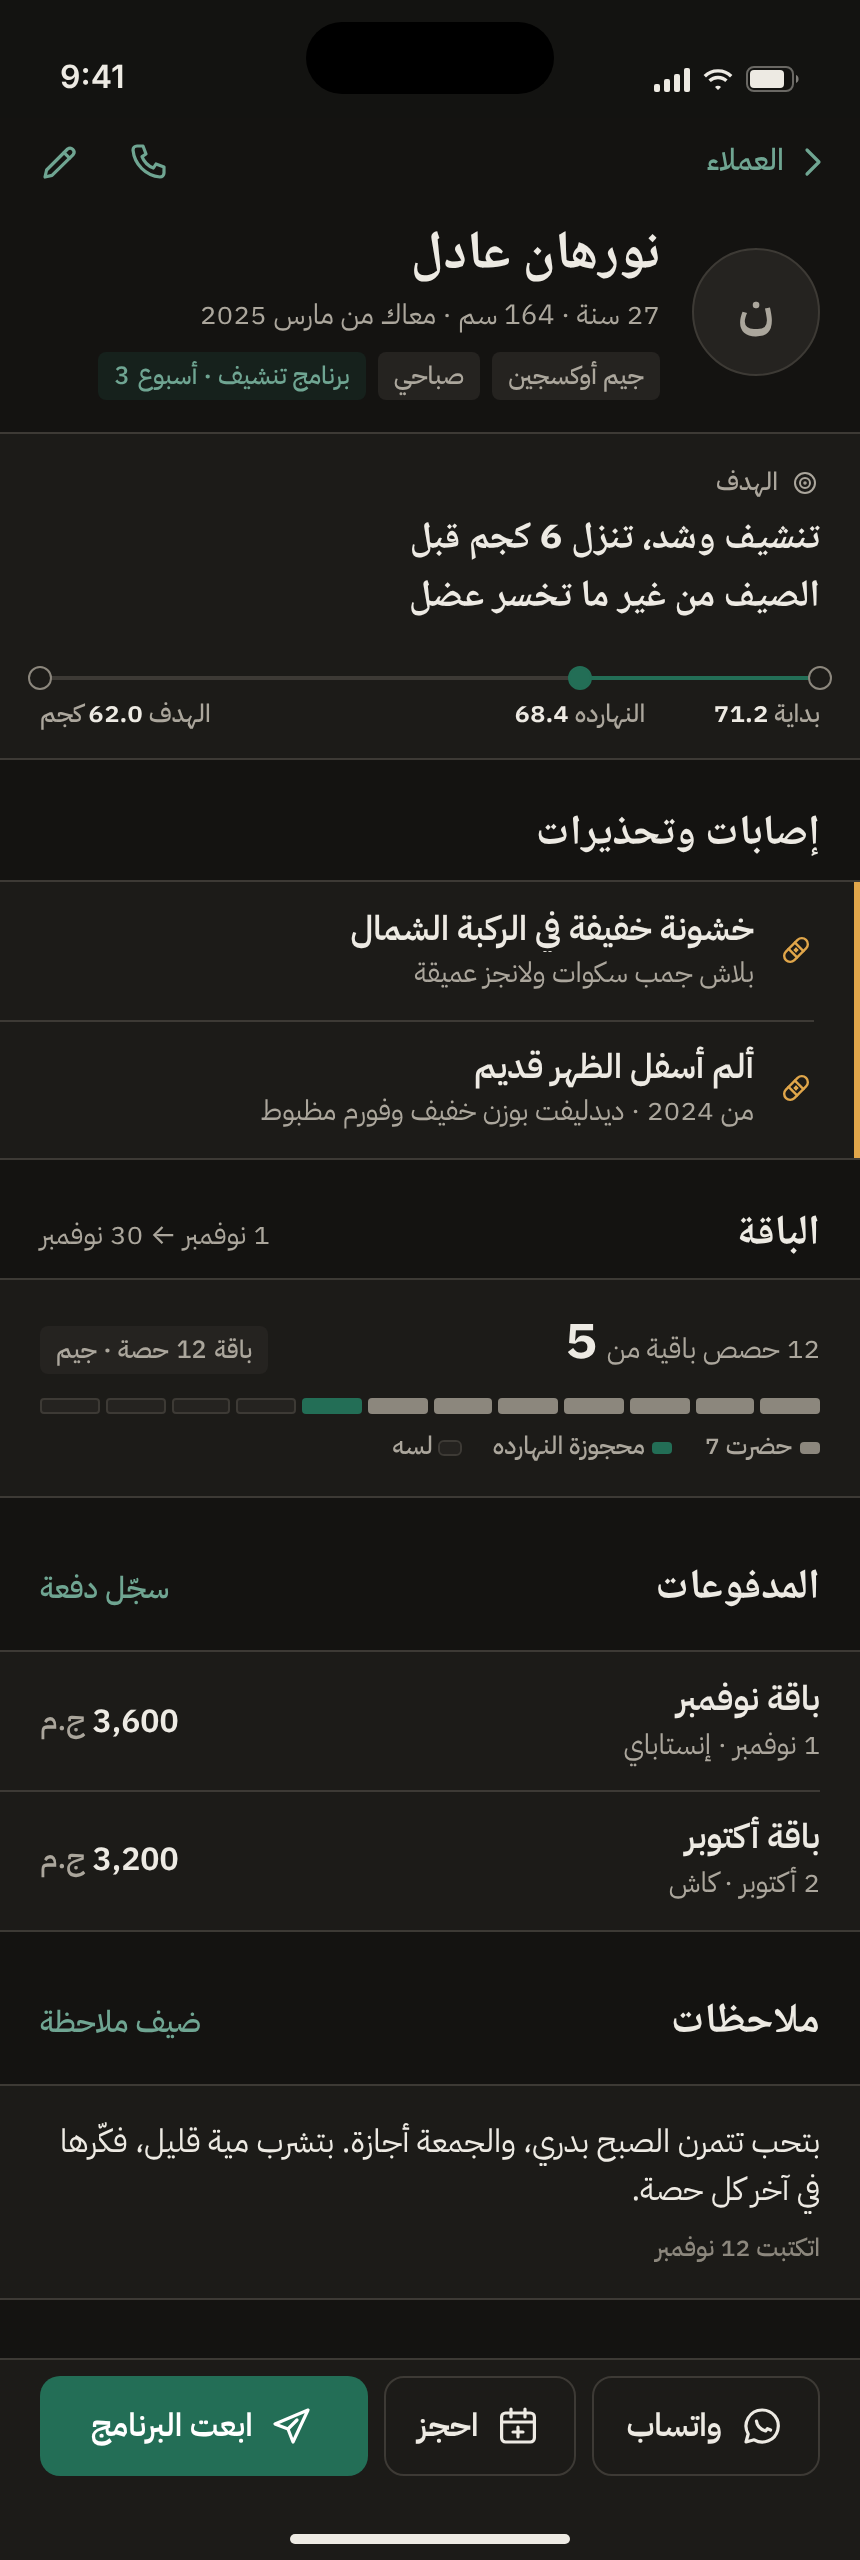 9:41
العملاء
نورهان عادل
ن
27 سنة · 164 سم · معاك من مارس 2025
جيم أوكسجين
صباحي
برنامج تنشيف · أسبوع 3
الهدف
تنشيف وشد، تنزل 6 كجم قبل
الصيف من غير ما تخسر عضل
بداية 71.2
النهارده 68.4
الهدف 62.0 كجم
إصابات وتحذيرات
خشونة خفيفة في الركبة الشمال
بلاش جمب سكوات ولانجز عميقة
ألم أسفل الظهر قديم
من 2024 · ديدليفت بوزن خفيف وفورم مظبوط
الباقة
1 نوفمبر ← 30 نوفمبر
12 حصص باقية من 5
باقة 12 حصة · جيم
حضرت 7
محجوزة النهارده
لسه
المدفوعات
سجّل دفعة
باقة نوفمبر
3,600 ج.م
1 نوفمبر · إنستاباي
باقة أكتوبر
3,200 ج.م
2 أكتوبر · كاش
ملاحظات
ضيف ملاحظة
بتحب تتمرن الصبح بدري، والجمعة أجازة. بتشرب مية قليل، فكّرها
في آخر كل حصة.
اتكتبت 12 نوفمبر
واتساب
احجز
ابعت البرنامج